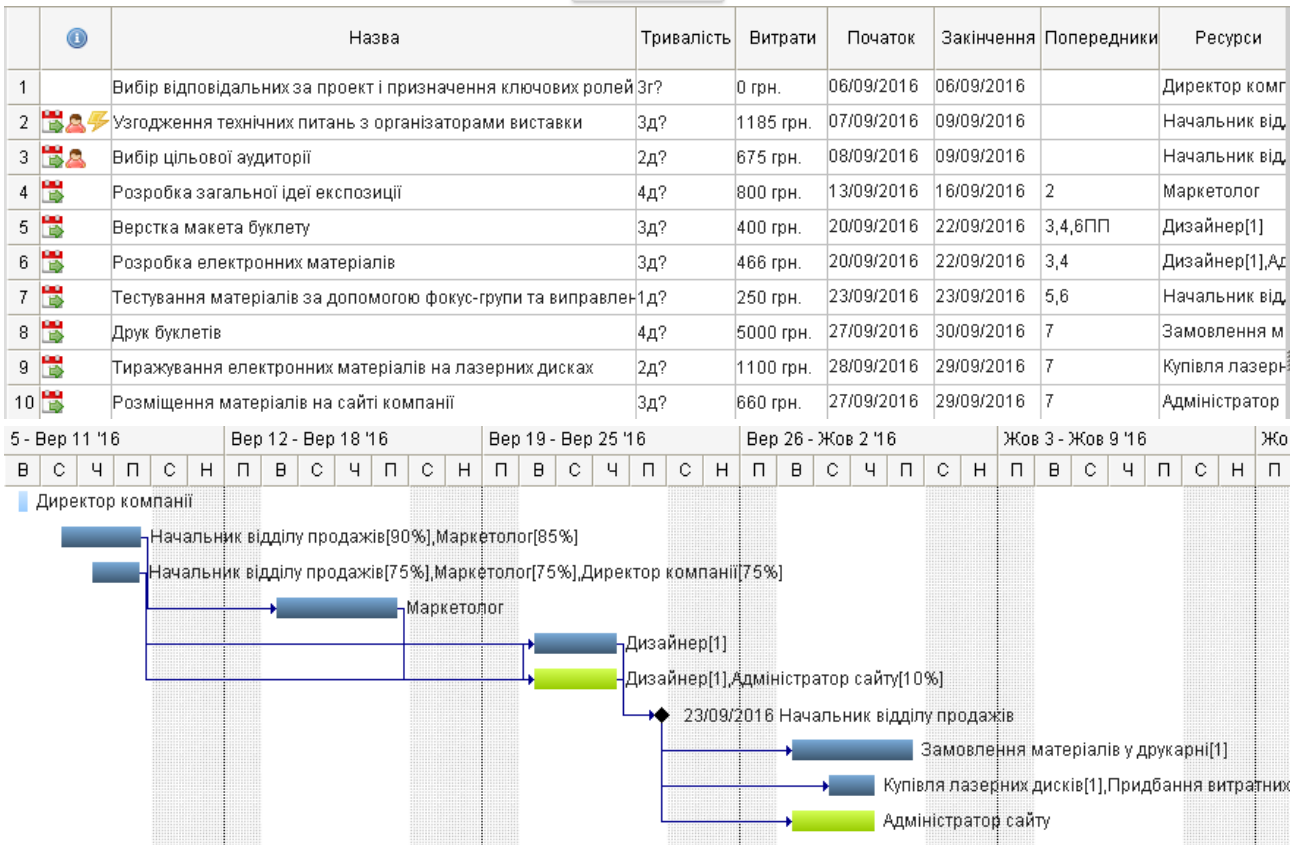 Назва Тривалість Витрати Початок Закінчення Попередники Ресурси
1 Вибір відповідальних за проект і призначення ключових ролей 3г? 0 грн. 06/09/2016 06/09/2016 Директор комп
2 Узгодження технічних питань з організаторами виставки 3д? 1185 грн. 07/09/2016 09/09/2016 Начальник від
3 Вибір цільової аудиторії 2д? 675 грн. 08/09/2016 09/09/2016 Начальник від
4 Розробка загальної ідеї експозиції 4д? 800 грн. 13/09/2016 16/09/2016 2 Маркетолог
5 Верстка макета буклету 3д? 400 грн. 20/09/2016 22/09/2016 3,4,6ПП Дизайнер[1]
6 Розробка електронних матеріалів 3д? 466 грн. 20/09/2016 22/09/2016 3,4 Дизайнер[1],Ад
7 Тестування матеріалів за допомогою фокус-групи та виправлен 1д? 250 грн. 23/09/2016 23/09/2016 5,6 Начальник від
8 Друк буклетів 4д? 5000 грн. 27/09/2016 30/09/2016 7 Замовлення м
9 Тиражування електронних матеріалів на лазерних дисках 2д? 1100 грн. 28/09/2016 29/09/2016 7 Купівля лазерн
10 Розміщення матеріалів на сайті компанії 3д? 660 грн. 27/09/2016 29/09/2016 7 Адміністратор
5 - Вер 11 '16 Вер 12 - Вер 18 '16 Вер 19 - Вер 25 '16 Вер 26 - Жов 2 '16 Жов 3 - Жов 9 '16 Жо
В С Ч П С Н П В С Ч П С Н П В С Ч П С Н П В С Ч П С Н П В С Ч П С Н П
Директор компанії
Начальник відділу продажів[90%],Маркетолог[85%]
Начальник відділу продажів[75%],Маркетолог[75%],Директор компанії[75%]
Маркетолог
Дизайнер[1]
Дизайнер[1],Адміністратор сайту[10%]
23/09/2016 Начальник відділу продажів
Замовлення матеріалів у друкарні[1]
Купівля лазерних дисків[1],Придбання витратних
Адміністратор сайту